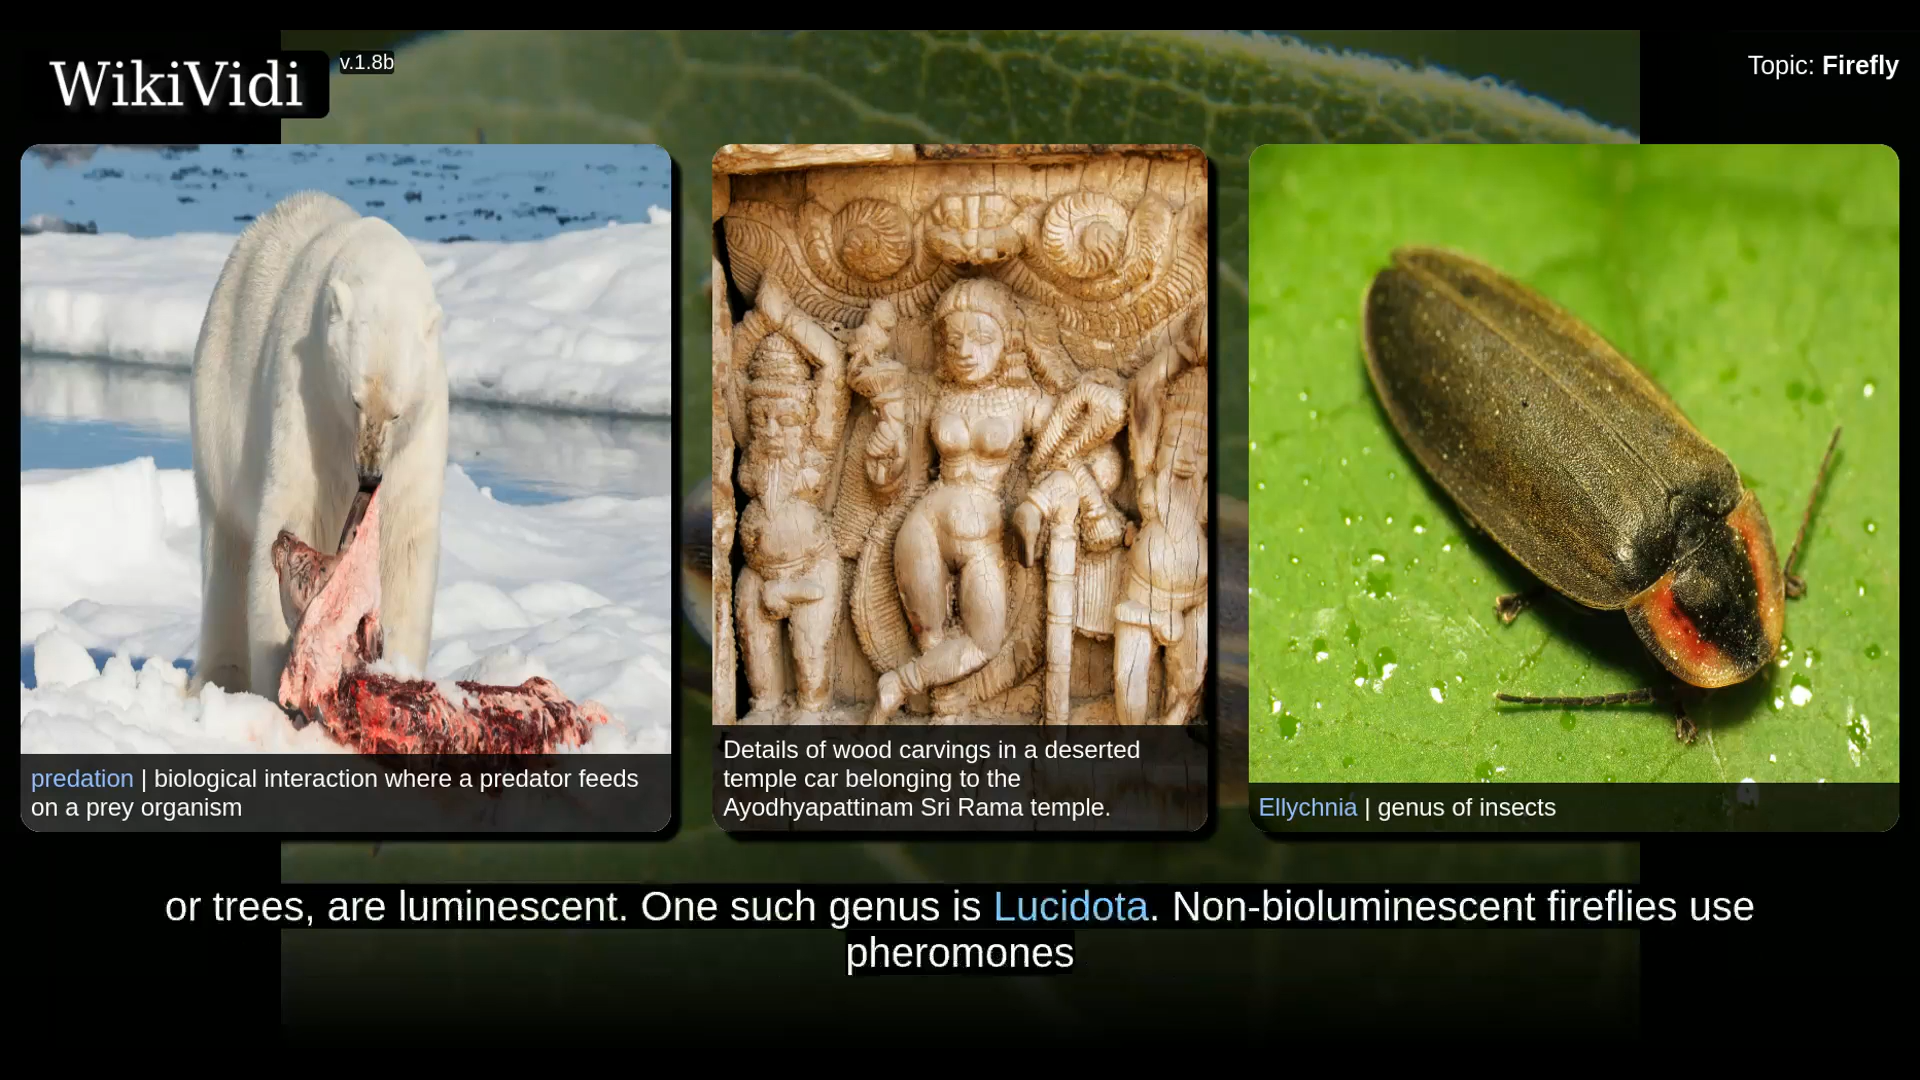 WikiVidi
v.1.8b
Topic: Firefly
predation | biological interaction where a predator feeds
on a prey organism
Details of wood carvings in a deserted
temple car belonging to the
Ayodhyapattinam Sri Rama temple.
Ellychnia | genus of insects
or trees, are luminescent. One such genus is Lucidota. Non-bioluminescent fireflies use
pheromones